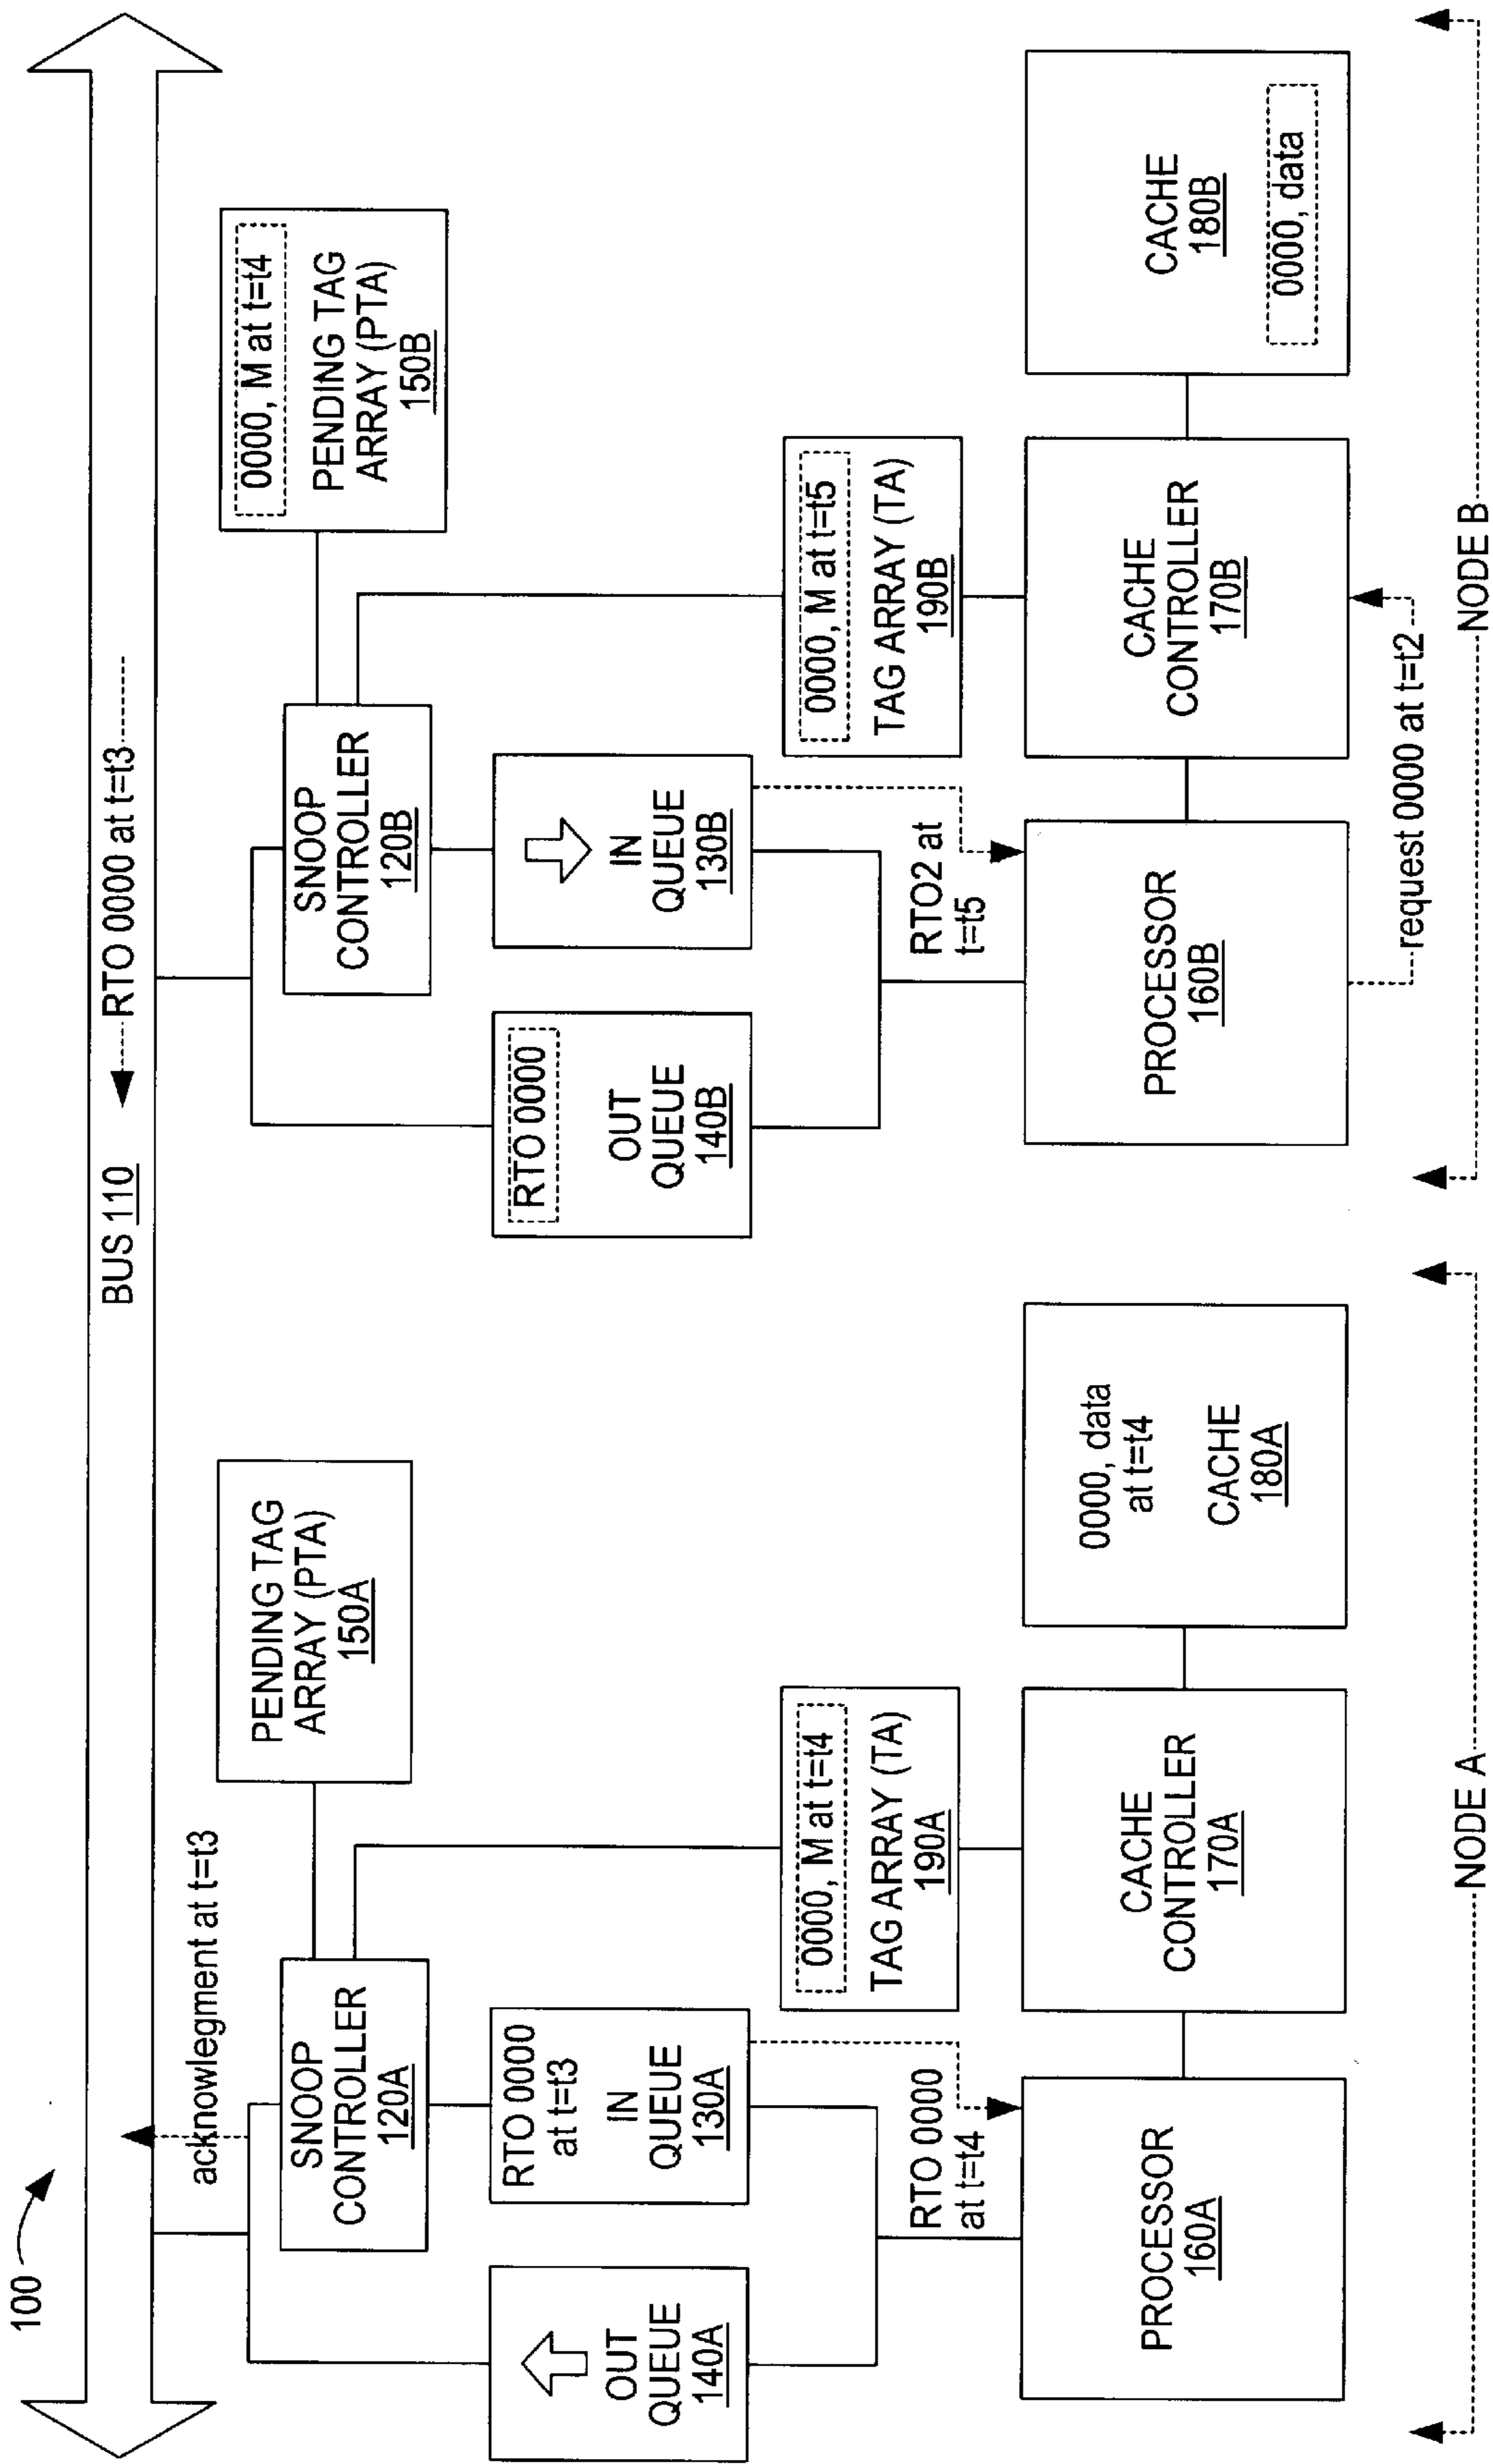 100
BUS 110
RTO 0000 at t=t3
acknowlegment at t=t3
SNOOP
CONTROLLER
120A
PENDING TAG
ARRAY (PTA)
150A
OUT
QUEUE
140A
RTO 0000
at t=t3
IN
QUEUE
130A
RTO 0000
at t=t4
0000, M at t=t4
TAG ARRAY (TA)
190A
PROCESSOR
160A
CACHE
CONTROLLER
170A
0000, data
at t=t4
CACHE
180A
NODE A
SNOOP
CONTROLLER
120B
0000, M at t=t4
PENDING TAG
ARRAY (PTA)
150B
RTO 0000
OUT
QUEUE
140B
IN
QUEUE
130B
RTO2 at
t=t5
0000, M at t=t5
TAG ARRAY (TA)
190B
PROCESSOR
160B
CACHE
CONTROLLER
170B
CACHE
180B
0000, data
request 0000 at t=t2
NODE B